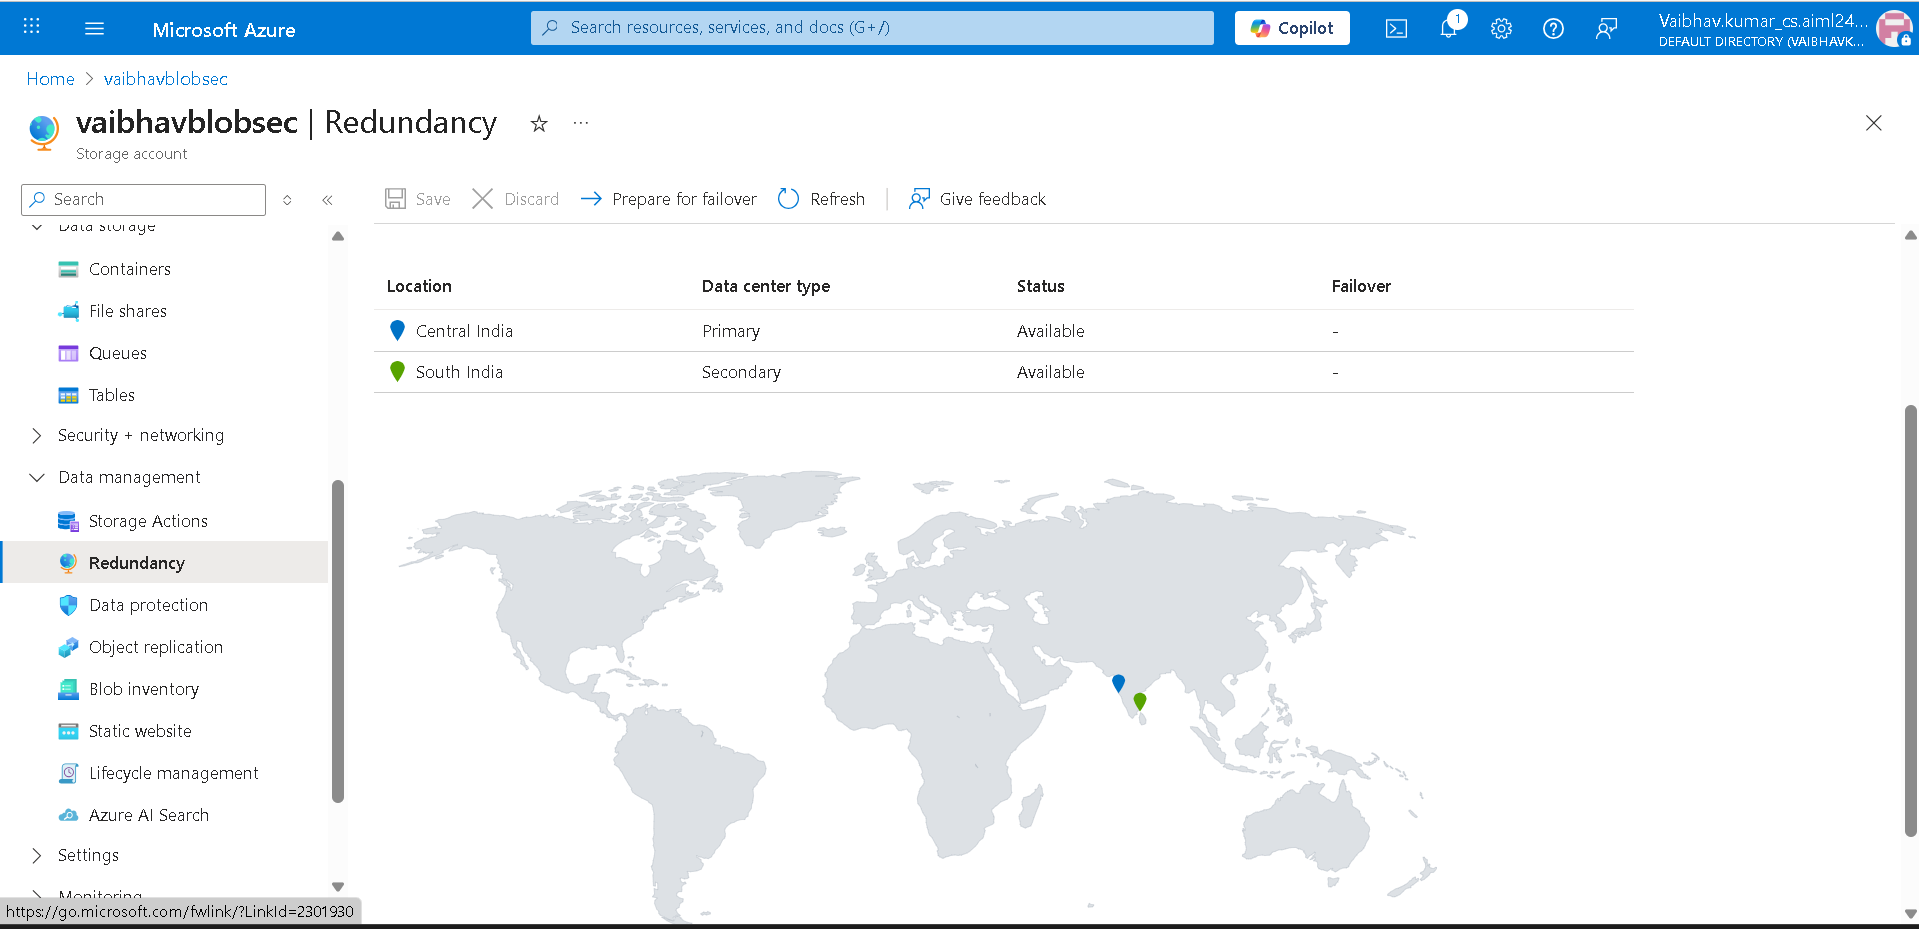 Microsoft Azure
Search resources, services, and docs (G+/)
Copilot
1
Vaibhav.kumar_cs.aiml24...
DEFAULT DIRECTORY (VAIBHAVK...
Home > vaibhavblobsec
vaibhavblobsec | Redundancy
Storage account
Search
Save
Discard
Prepare for failover
Refresh
Give feedback
Data storage
Containers
File shares
Queues
Tables
Security + networking
Data management
Storage Actions
Redundancy
Data protection
Object replication
Blob inventory
Static website
Lifecycle management
Azure AI Search
Settings
Monitoring
Location Data center type Status Failover
Central India Primary Available -
South India Secondary Available -
https://go.microsoft.com/fwlink/?LinkId=2301930